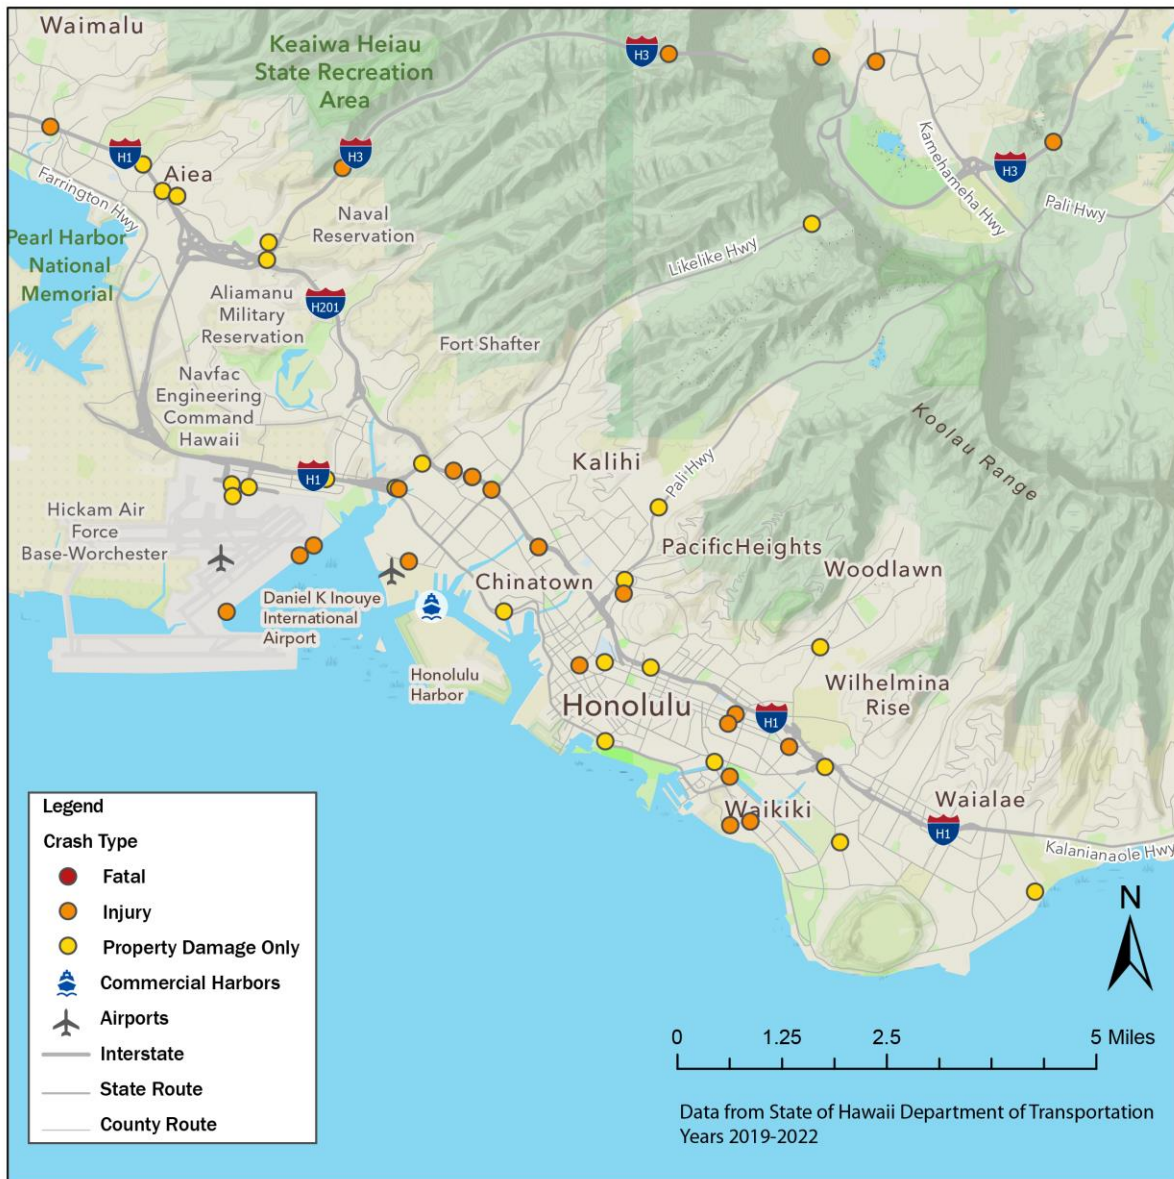 Waimalu
Keaiwa Heiau
State Recreation
Area
H3
H1
H3
Aiea
Farrington Hwy
Kamehameha Hwy
H3
Pali Hwy
Naval
Reservation
Pearl Harbor
National
Memorial
Likelike Hwy
Aliamanu
Military
Reservation
H201
Fort Shafter
Navfac
Engineering
Command
Hawaii
Koolau Range
Kalihi
Pali Hwy
H1
Hickam Air
Force
Base-Worchester
PacificHeights
Woodlawn
Chinatown
Daniel K Inouye
International
Airport
Honolulu
Harbor
Wilhelmina
Rise
Honolulu
H1
Waikiki
Waialae
H1
Kalanianaole Hwy
Legend
Crash Type
Fatal
Injury
Property Damage Only
Commercial Harbors
Airports
Interstate
State Route
County Route
N
0 1.25 2.5 5 Miles
Data from State of Hawaii Department of Transportation
Years 2019-2022